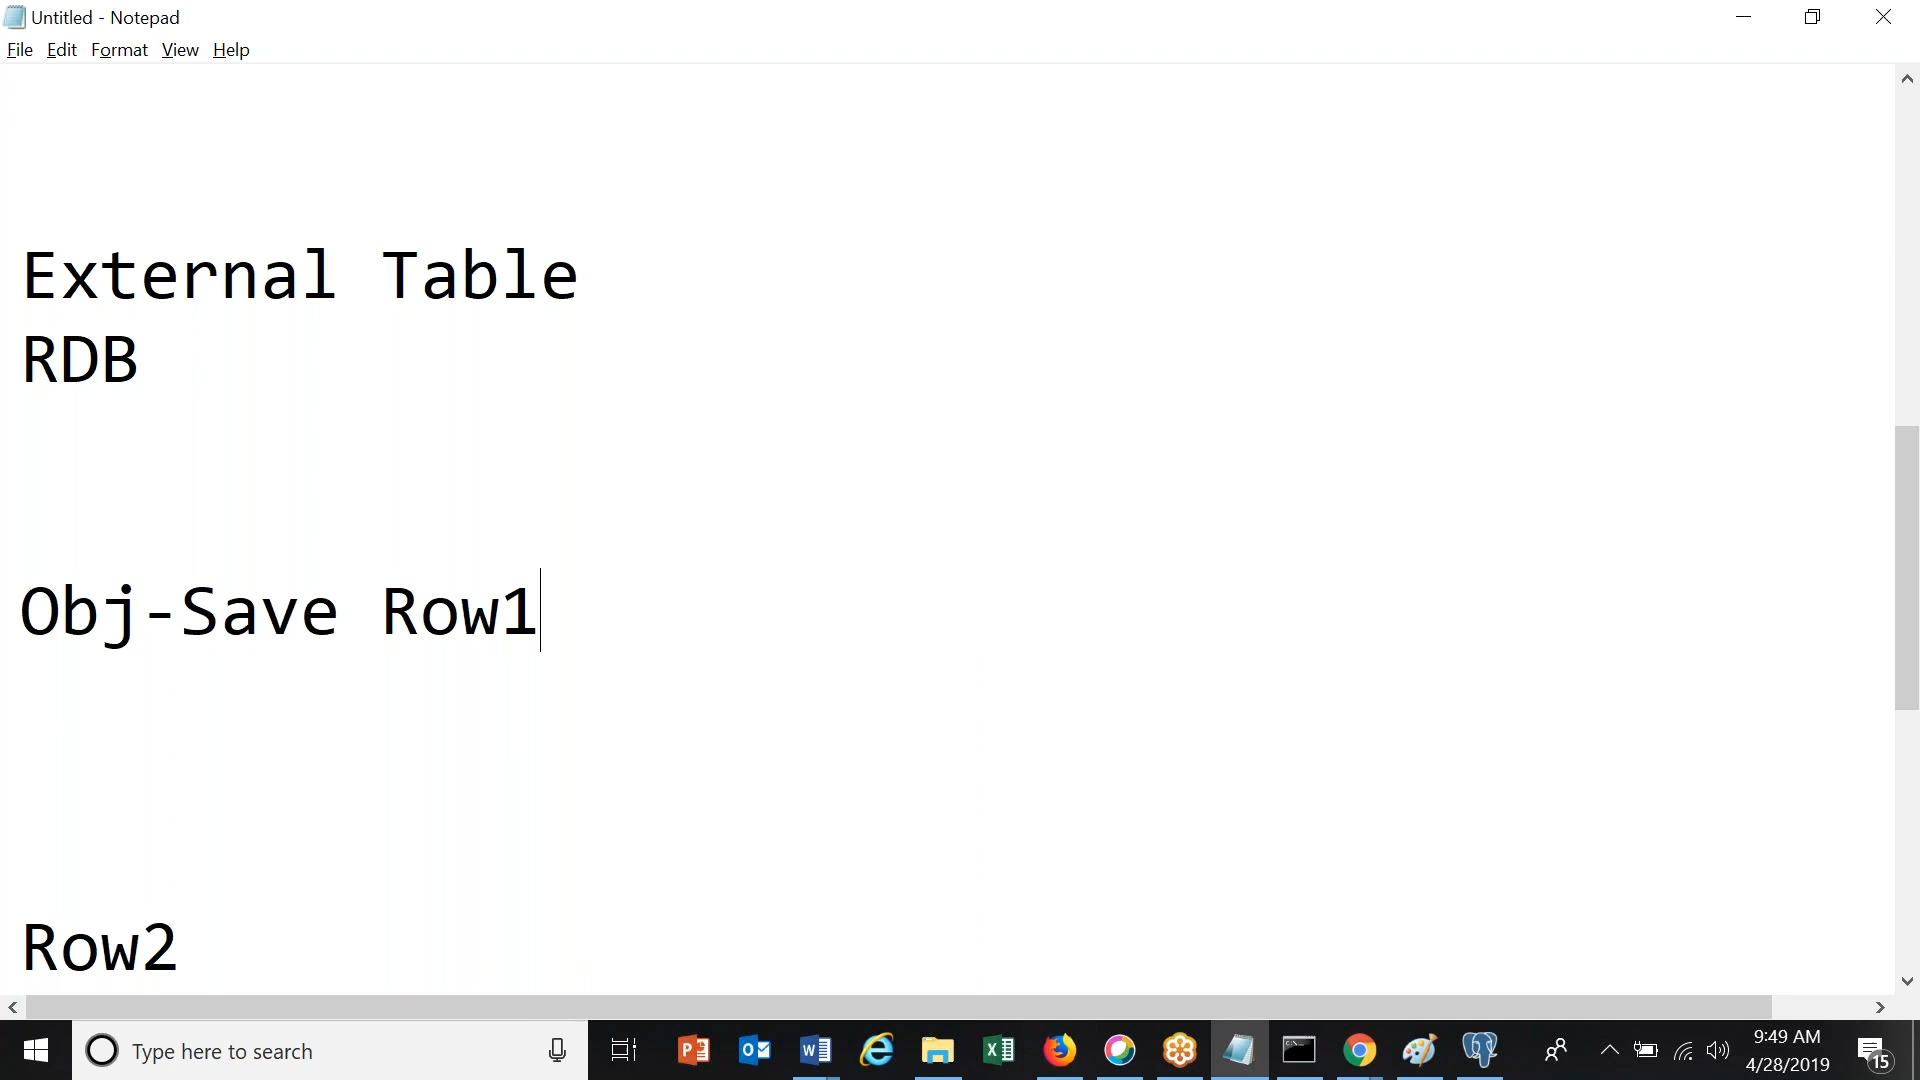 Untitled - Notepad
File Edit Format View Help
External Table
RDB
Obj-Save Row1
Row2
Type here to search
9:49 AM
4/28/2019
15